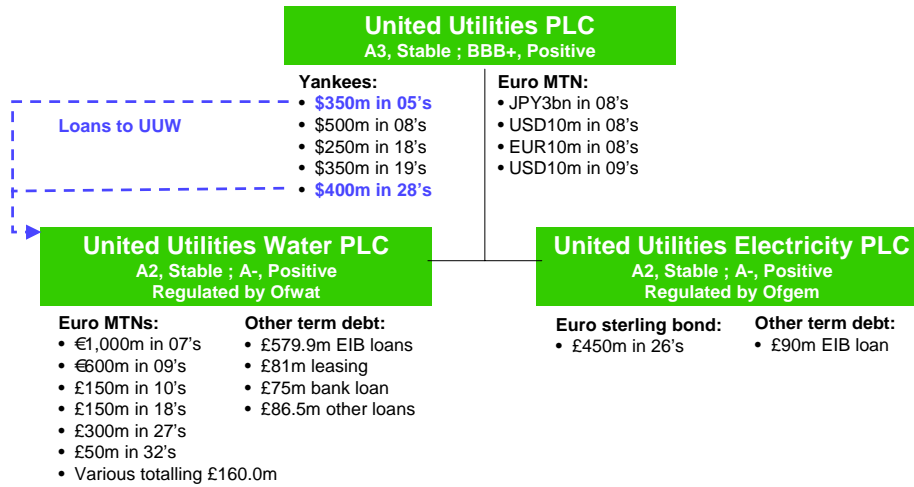 United Utilities PLC
A3, Stable ; BBB+, Positive
Yankees:
• $350m in 05's
• $500m in 08's
• $250m in 18's
• $350m in 19's
• $400m in 28's
Euro MTN:
• JPY3bn in 08's
• USD10m in 08's
• EUR10m in 08's
• USD10m in 09's
Loans to UUW
United Utilities Water PLC
A2, Stable ; A-, Positive
Regulated by Ofwat
Euro MTNs:
• €1,000m in 07's
• €600m in 09's
• £150m in 10's
• £150m in 18's
• £300m in 27's
• £50m in 32's
• Various totalling £160.0m
Other term debt:
• £579.9m EIB loans
• £81m leasing
• £75m bank loan
• £86.5m other loans
United Utilities Electricity PLC
A2, Stable ; A-, Positive
Regulated by Ofgem
Euro sterling bond:
• £450m in 26's
Other term debt:
• £90m EIB loan